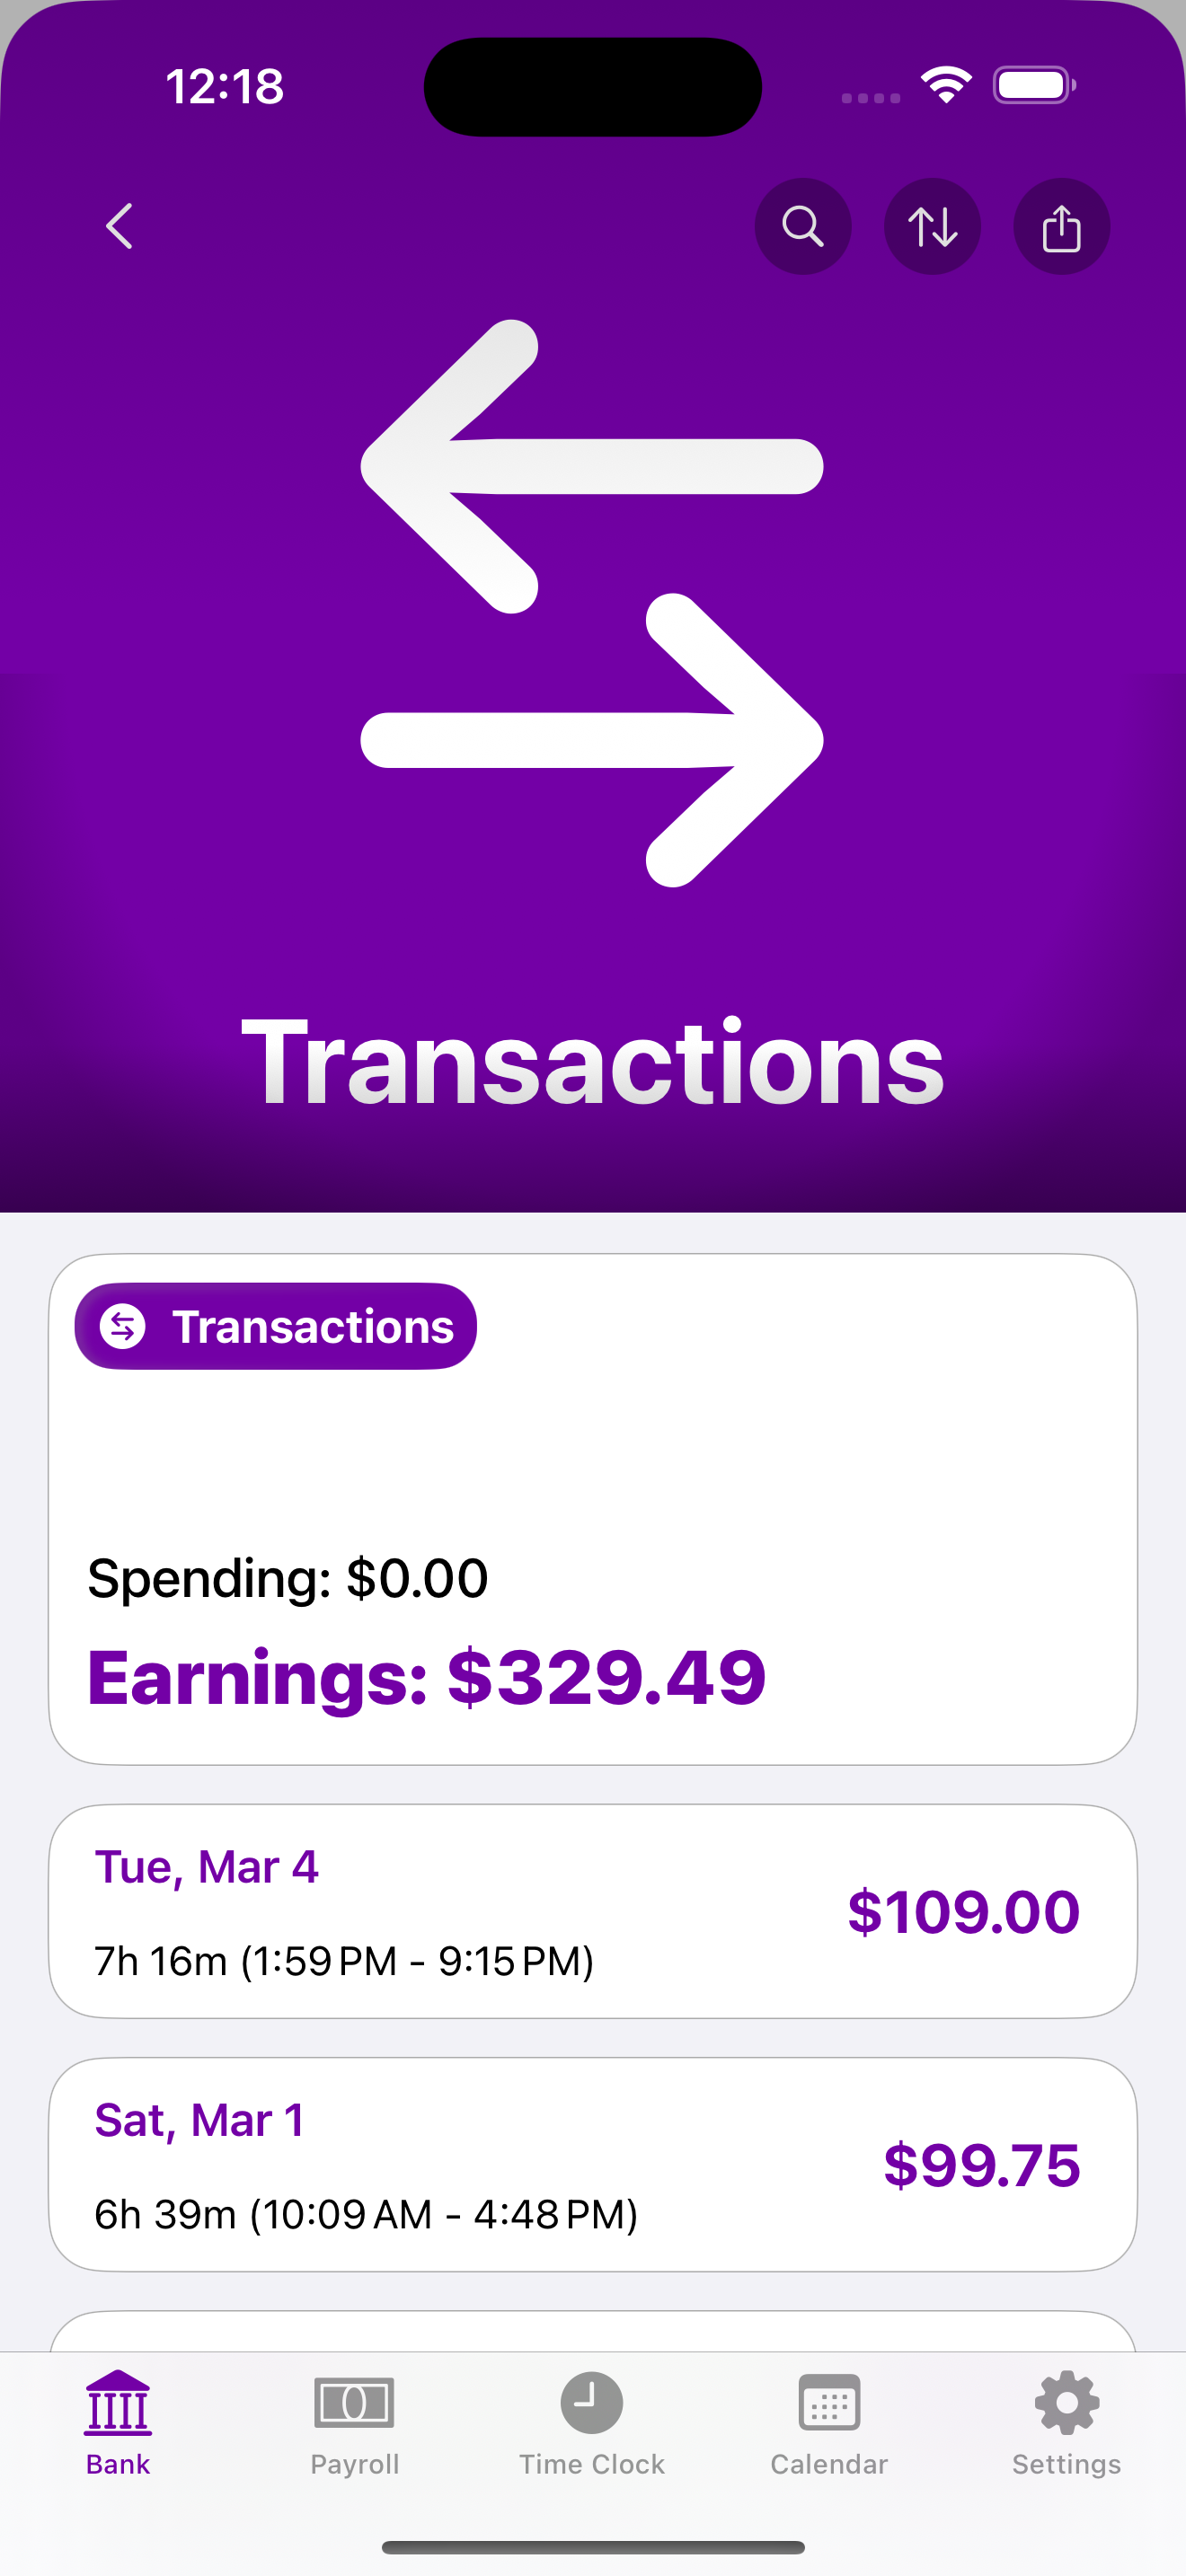 12:18
Transactions
Transactions
Spending: $0.00
Earnings: $329.49
Tue, Mar 4
$109.00
7h 16m (1:59 PM - 9:15 PM)
Sat, Mar 1
$99.75
6h 39m (10:09 AM - 4:48 PM)
Bank
Payroll
Time Clock
Calendar
Settings